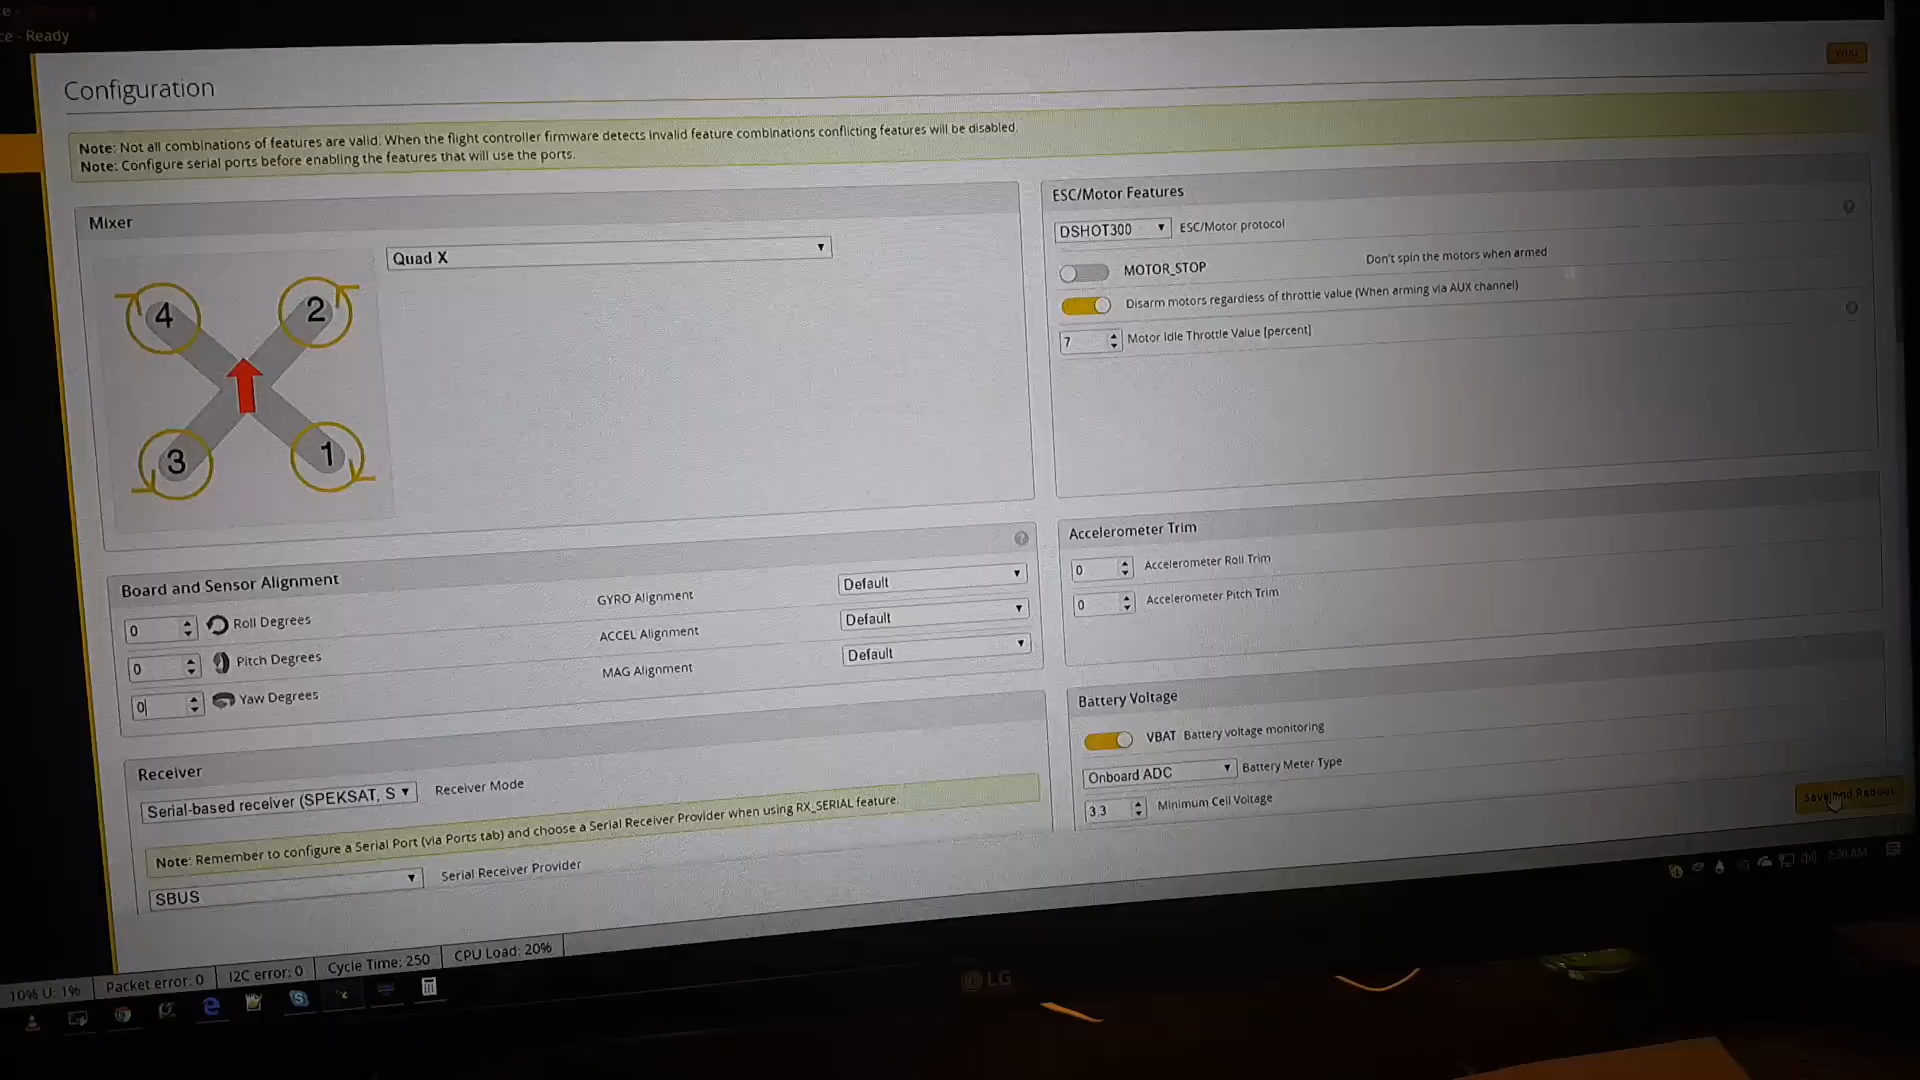 ce - Ready
Configuration
WIKI
Note: Not all combinations of features are valid. When the flight controller firmware detects invalid feature combinations conflicting features will be disabled.
Note: Configure serial ports before enabling the features that will use the ports.
Mixer
Quad X
4
2
3
1
ESC/Motor Features
DSHOT300
ESC/Motor protocol
MOTOR_STOP
Don't spin the motors when armed
Disarm motors regardless of throttle value (When arming via AUX channel)
7
Motor Idle Throttle Value [percent]
Board and Sensor Alignment
0
Roll Degrees
0
Pitch Degrees
0
Yaw Degrees
GYRO Alignment
Default
ACCEL Alignment
Default
MAG Alignment
Default
Accelerometer Trim
0
Accelerometer Roll Trim
0
Accelerometer Pitch Trim
Receiver
Serial-based receiver (SPEKSAT, S
Receiver Mode
Note: Remember to configure a Serial Port (via Ports tab) and choose a Serial Receiver Provider when using RX_SERIAL feature.
SBUS
Serial Receiver Provider
Battery Voltage
VBAT
Battery voltage monitoring
Onboard ADC
Battery Meter Type
3.3
Minimum Cell Voltage
Save and Reboot
10% U: 1%
Packet error: 0
I2C error: 0
Cycle Time: 250
CPU Load: 20%
LG